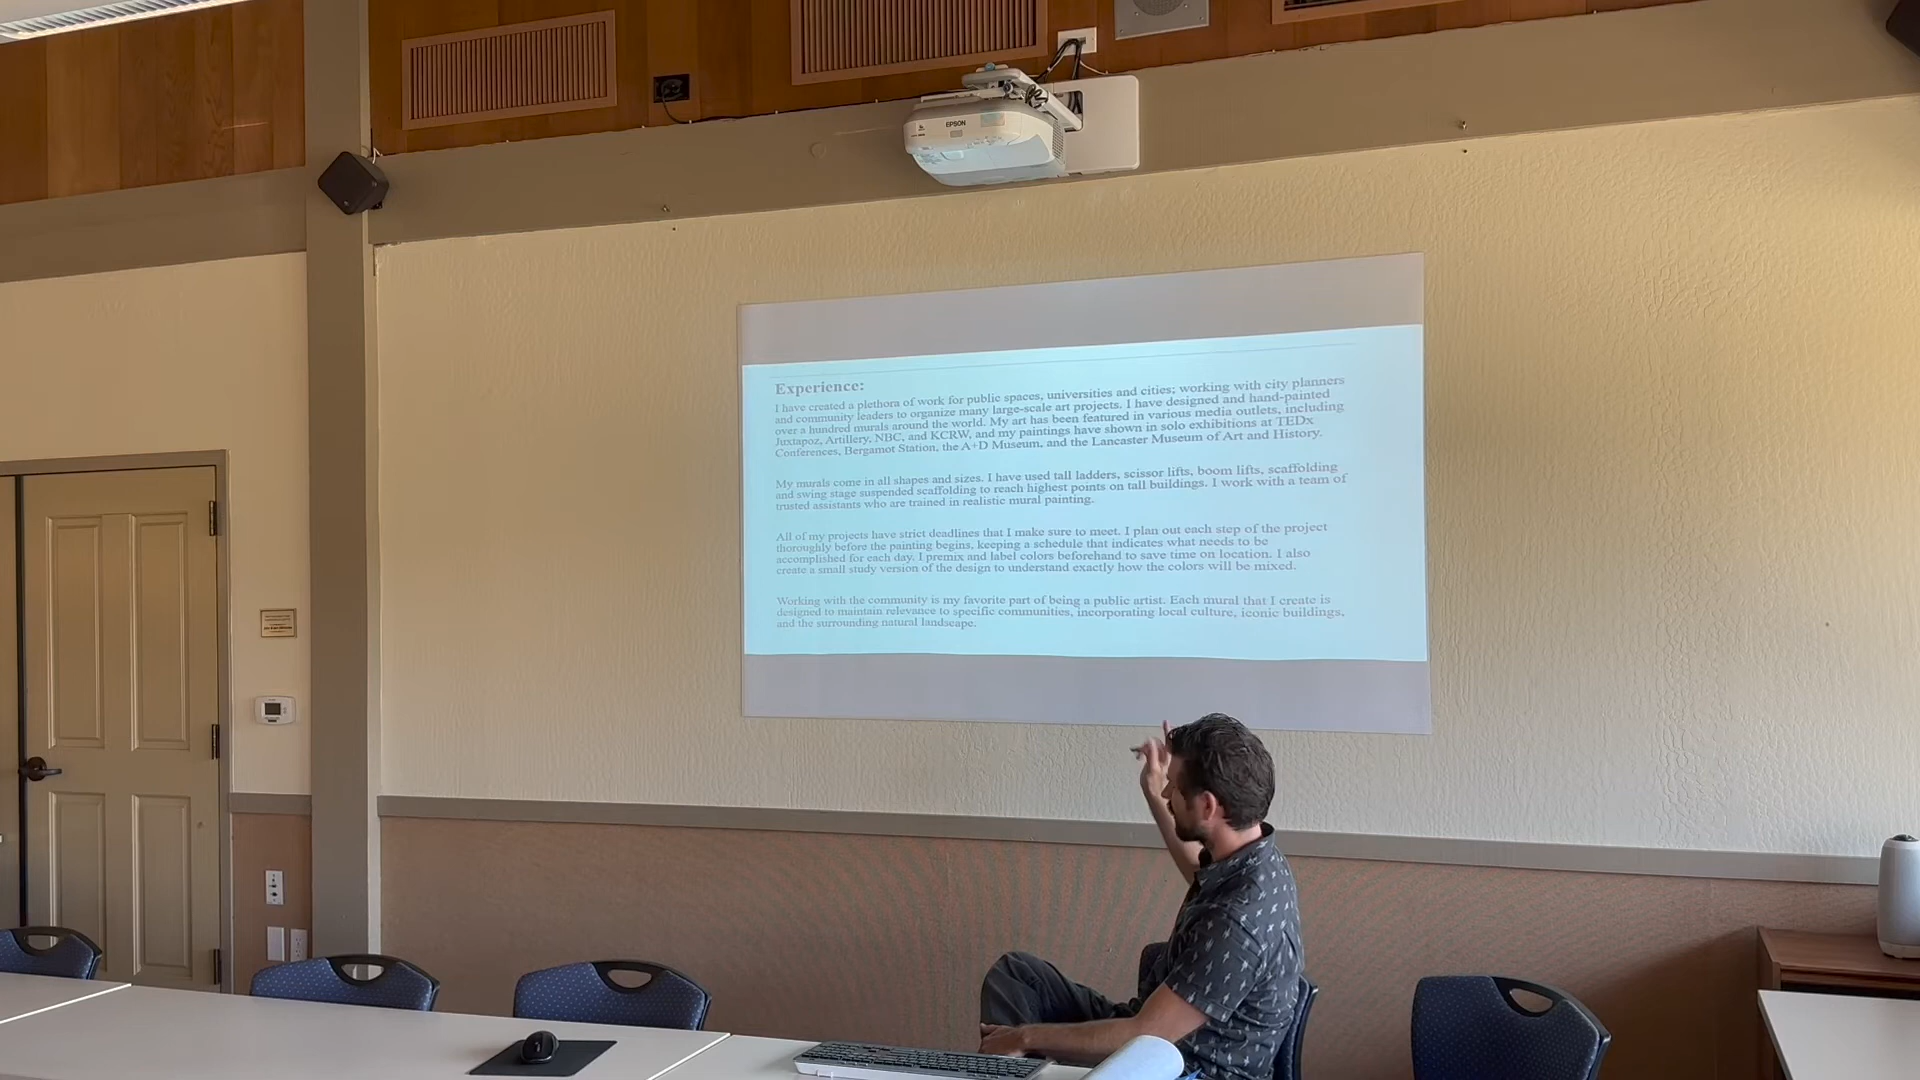 EPSON
Experience:
I have created a plethora of work for public spaces, universities and cities; working with city planners
and community leaders to organize many large-scale art projects. I have designed and hand-painted
over a hundred murals around the world. My art has been featured in various media outlets, including
Juxtapoz, Artillery, NBC, and KCRW, and my paintings have shown in solo exhibitions at TEDx
Conferences, Bergamot Station, the A+D Museum, and the Lancaster Museum of Art and History.
My murals come in all shapes and sizes. I have used tall ladders, scissor lifts, boom lifts, scaffolding
and swing stage suspended scaffolding to reach highest points on tall buildings. I work with a team of
trusted assistants who are trained in realistic mural painting.
All of my projects have strict deadlines that I make sure to meet. I plan out each step of the project
thoroughly before the painting begins, keeping a schedule that indicates what needs to be
accomplished for each day. I premix and label colors beforehand to save time on location. I also
create a small study version of the design to understand exactly how the colors will be mixed.
Working with the community is my favorite part of being a public artist. Each mural that I create is
designed to maintain relevance to specific communities, incorporating local culture, iconic buildings,
and the surrounding natural landscape.